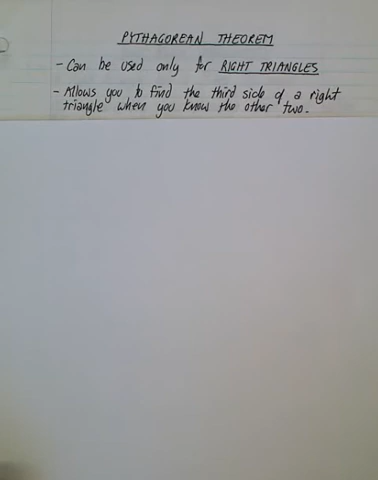 PYTHAGOREAN THEOREM
- Can be used only for RIGHT TRIANGLES
- Allows you to find the third side of a right
triangle when you know the other two.